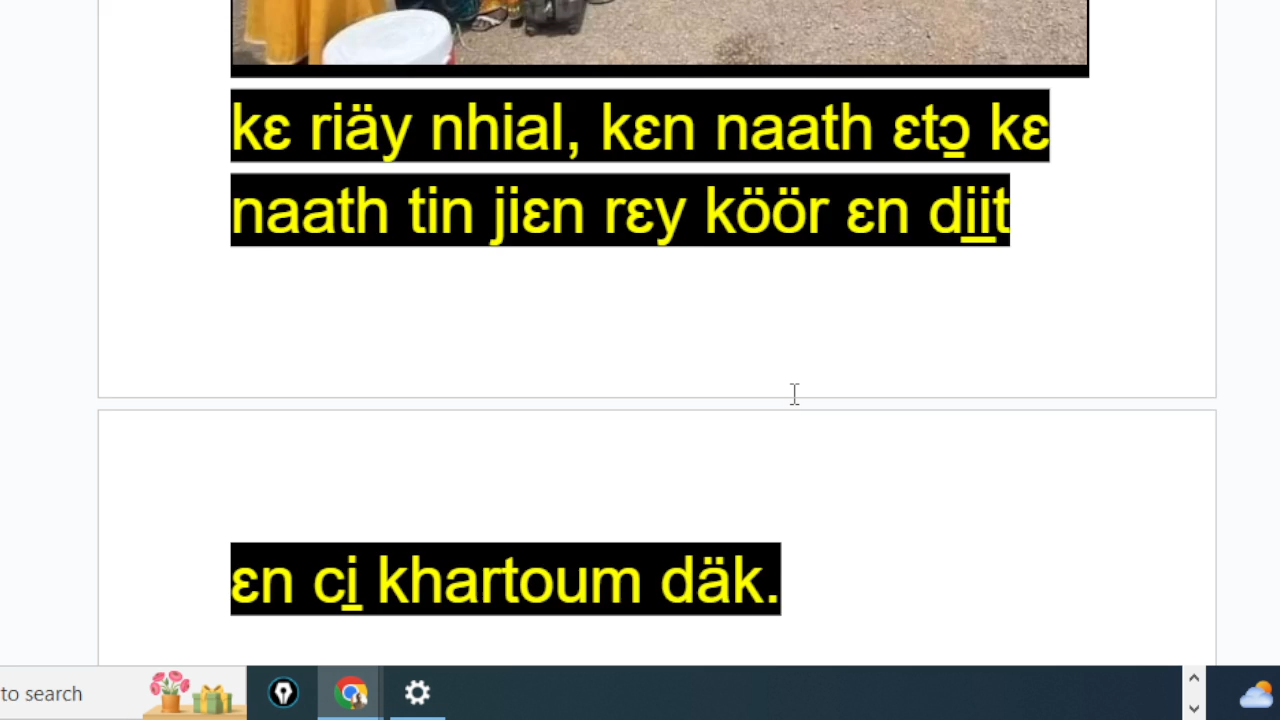 kɛ riäy nhial, kɛn naath ɛtɔ̱ kɛ
naath tin jiɛn rɛy köör ɛn di̱i̱t
ɛn ci̱ khartoum däk.
to search